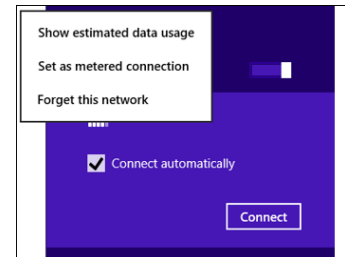 Show estimated data usage
Set as metered connection
Forget this network
Connect automatically
Connect